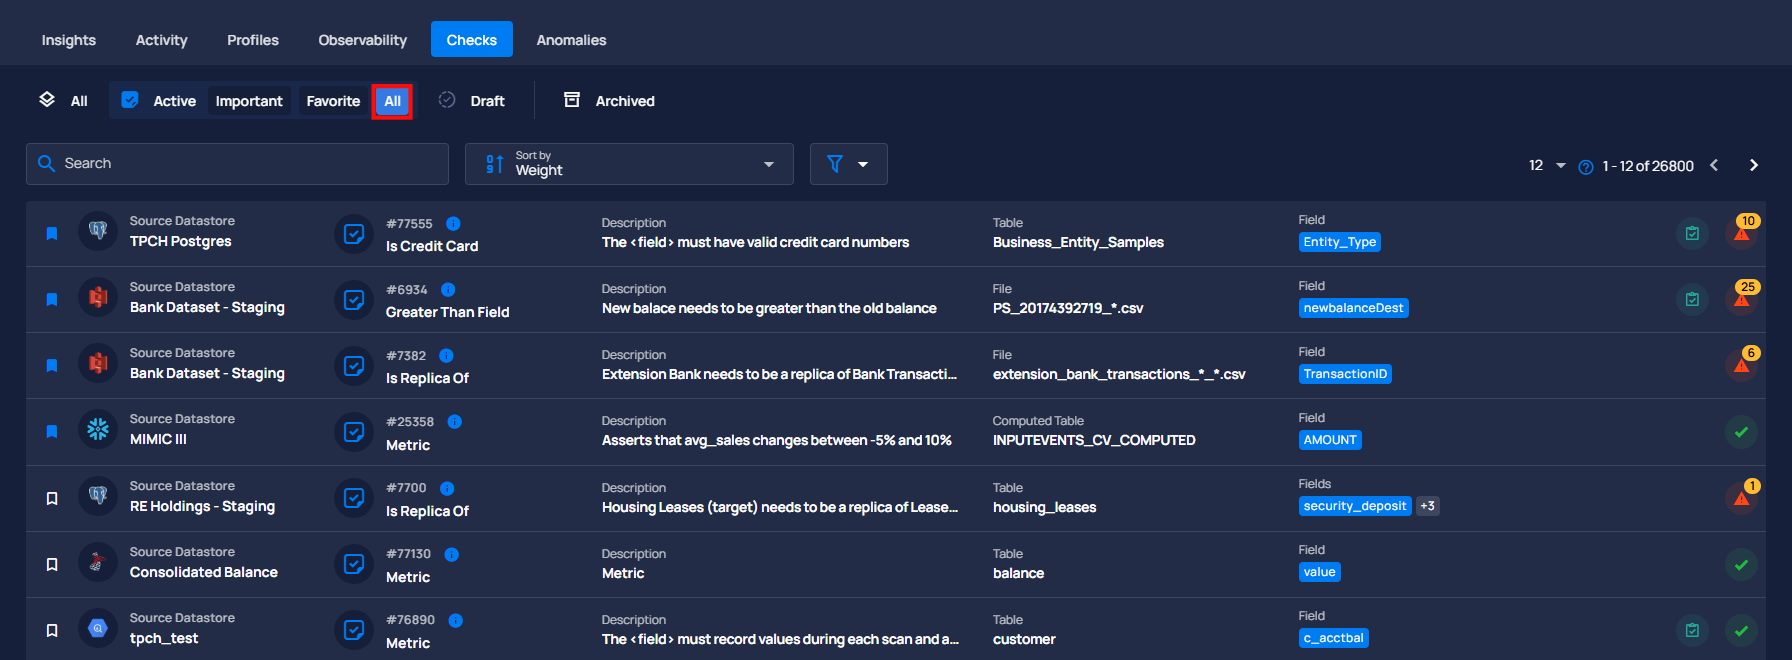 Insights Activity Profiles Observability Checks Anomalies
All Active Important Favorite All Draft Archived
Search Sort by Weight 12 1 - 12 of 26800
Source Datastore #77555 Description Table Field 10
TPCH Postgres Is Credit Card The <field> must have valid credit card numbers Business_Entity_Samples Entity_Type
Source Datastore #6934 Description File Field 25
Bank Dataset - Staging Greater Than Field New balace needs to be greater than the old balance PS_20174392719_*.csv newbalanceDest
Source Datastore #7382 Description File Field 6
Bank Dataset - Staging Is Replica Of Extension Bank needs to be a replica of Bank Transacti... extension_bank_transactions_*_*.csv TransactionID
Source Datastore #25358 Description Computed Table Field
MIMIC III Metric Asserts that avg_sales changes between -5% and 10% INPUTEVENTS_CV_COMPUTED AMOUNT
Source Datastore #7700 Description Table Fields 1
RE Holdings - Staging Is Replica Of Housing Leases (target) needs to be a replica of Lease... housing_leases security_deposit +3
Source Datastore #77130 Description Table Field
Consolidated Balance Metric Metric balance value
Source Datastore #76890 Description Table Field
tpch_test Metric The <field> must record values during each scan and a... customer c_acctbal